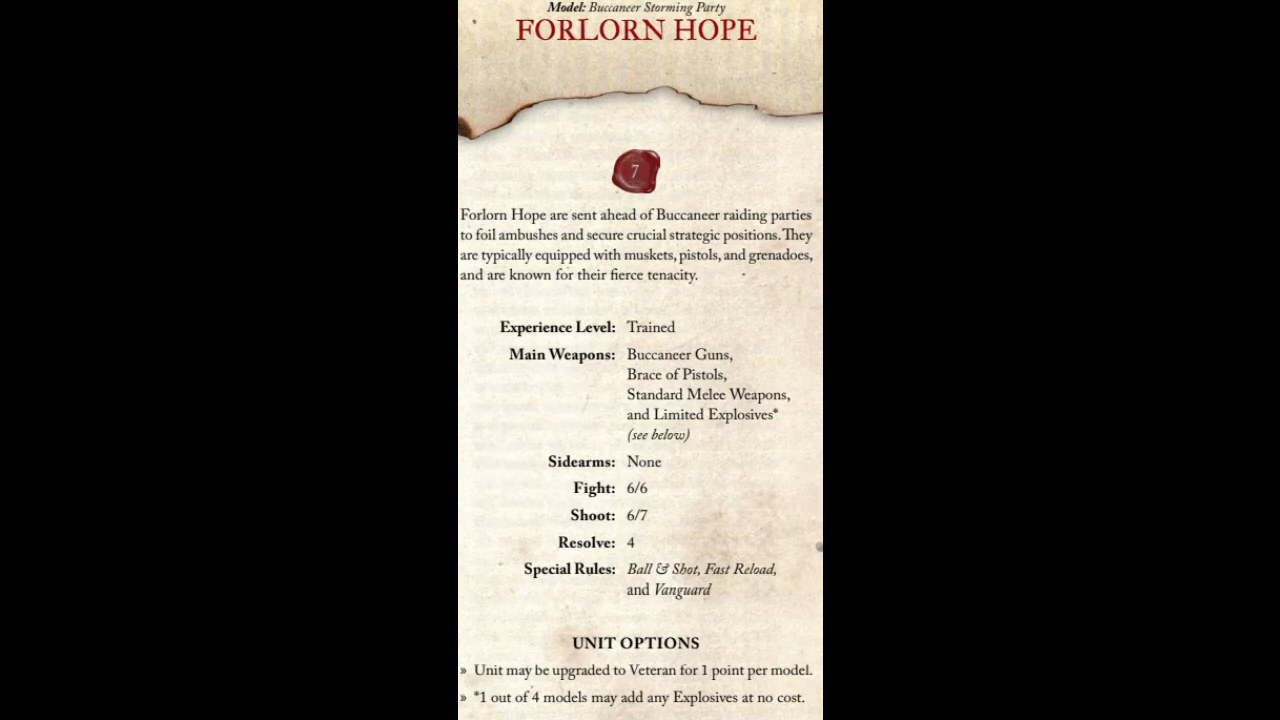 Model: Buccaneer Storming Party
FORLORN HOPE
7
Forlorn Hope are sent ahead of Buccaneer raiding parties
to foil ambushes and secure crucial strategic positions. They
are typically equipped with muskets, pistols, and grenadoes,
and are known for their fierce tenacity.
Experience Level: Trained
Main Weapons: Buccaneer Guns,
Brace of Pistols,
Standard Melee Weapons,
and Limited Explosives*
(see below)
Sidearms: None
Fight: 6/6
Shoot: 6/7
Resolve: 4
Special Rules: Ball & Shot, Fast Reload,
and Vanguard
UNIT OPTIONS
» Unit may be upgraded to Veteran for 1 point per model.
» *1 out of 4 models may add any Explosives at no cost.